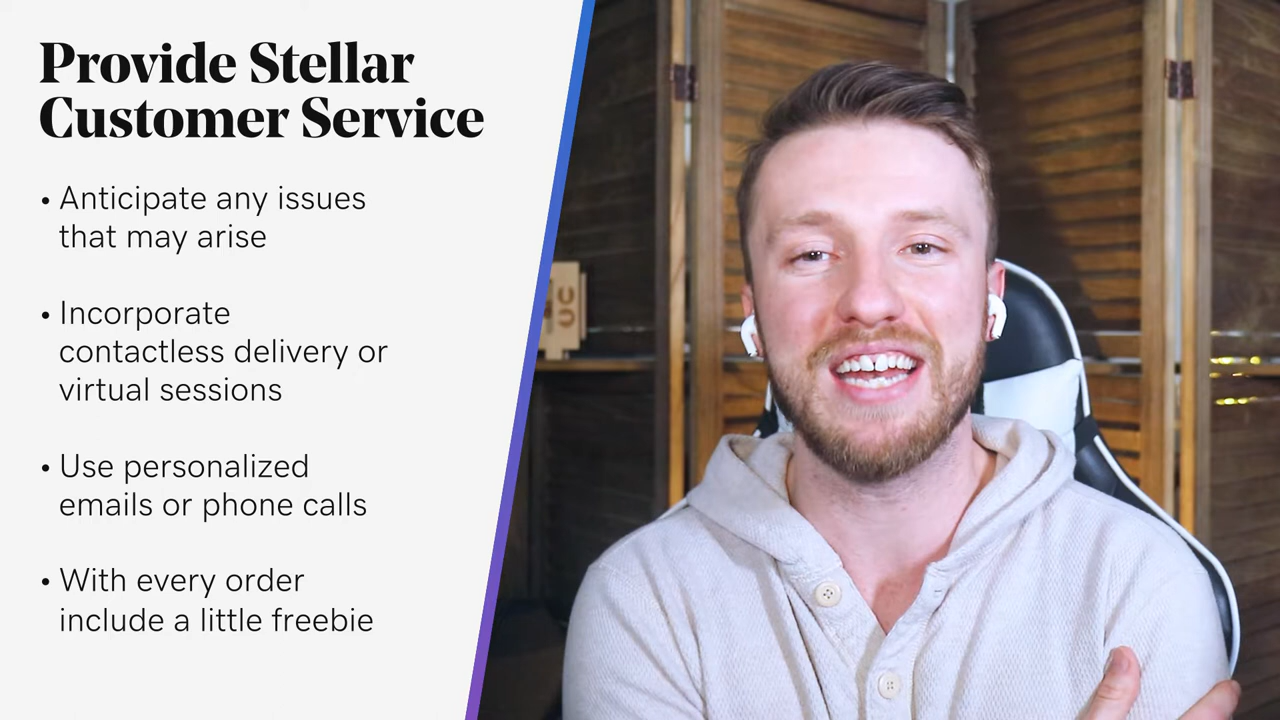 Provide Stellar
Customer Service
• Anticipate any issues
that may arise
• Incorporate
contactless delivery or
virtual sessions
• Use personalized
emails or phone calls
• With every order
include a little freebie